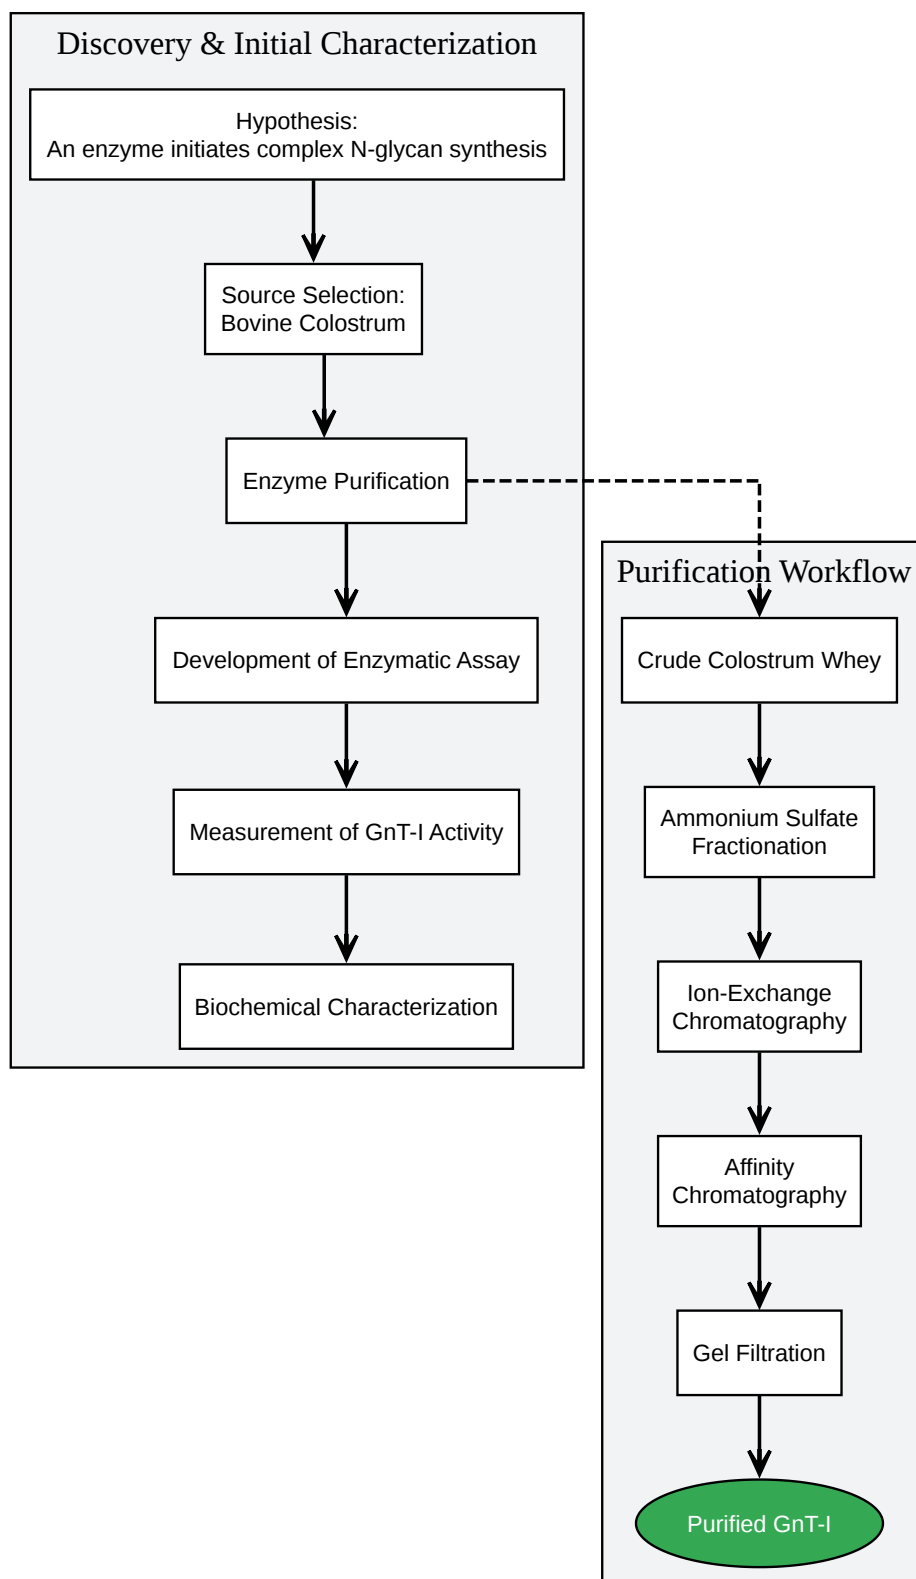 Discovery & Initial Characterization
Hypothesis:
An enzyme initiates complex N-glycan synthesis
Source Selection:
Bovine Colostrum
Enzyme Purification
Development of Enzymatic Assay
Measurement of GnT-I Activity
Biochemical Characterization
Purification Workflow
Crude Colostrum Whey
Ammonium Sulfate
Fractionation
Ion-Exchange
Chromatography
Affinity
Chromatography
Gel Filtration
Purified GnT-I